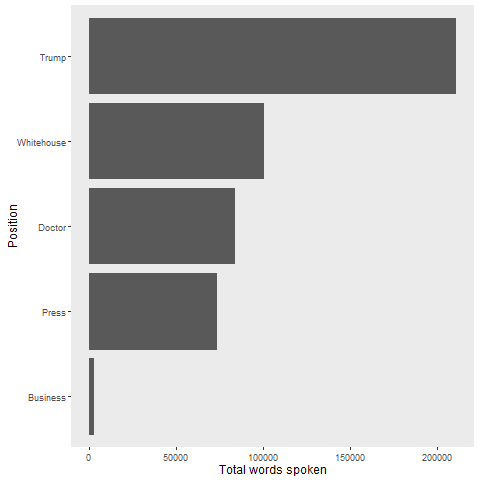 Trump
Whitehouse
Doctor
Press
Business
Position
0 50000 100000 150000 200000
Total words spoken